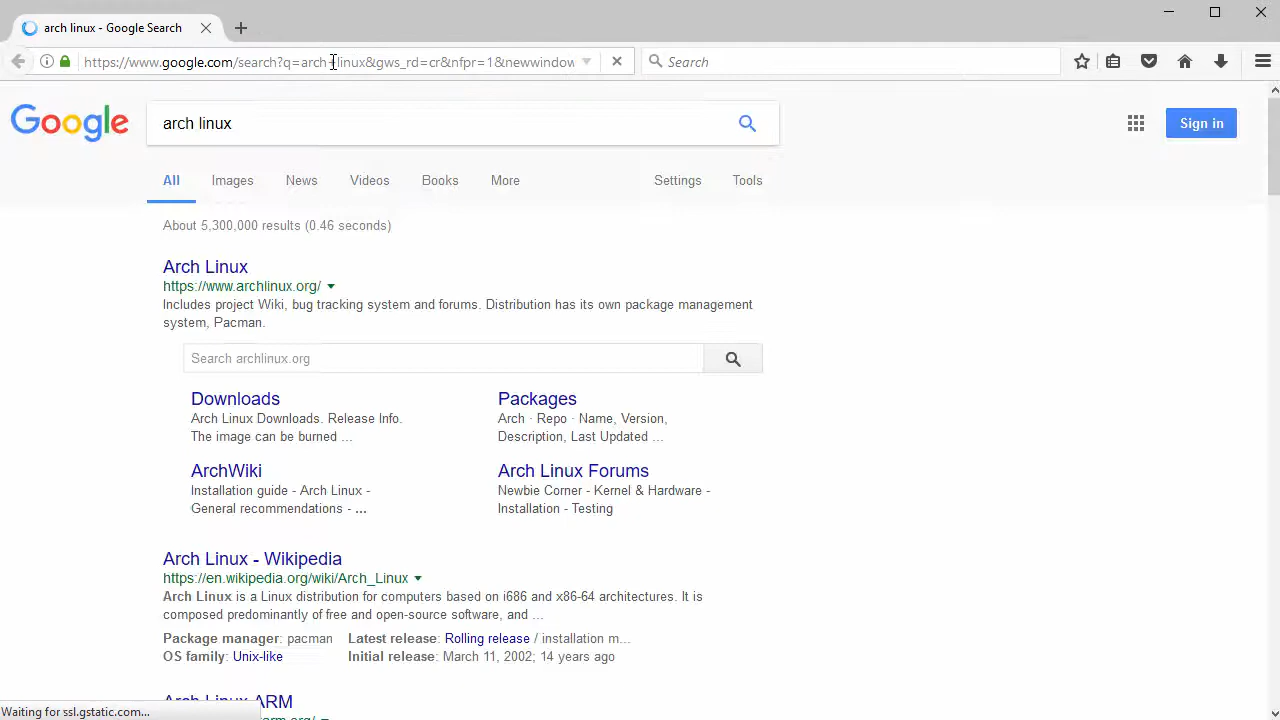 arch linux - Google Search
https://www.google.com/search?q=arch+linux&gws_rd=cr&nfpr=1&newwindow
Search
Google
arch linux
Sign in
All Images News Videos Books More Settings Tools
About 5,300,000 results (0.46 seconds)
Arch Linux
https://www.archlinux.org/
Includes project Wiki, bug tracking system and forums. Distribution has its own package management
system, Pacman.
Search archlinux.org
Downloads
Arch Linux Downloads. Release Info.
The image can be burned ...
Packages
Arch · Repo · Name, Version,
Description, Last Updated ...
ArchWiki
Installation guide - Arch Linux -
General recommendations - ...
Arch Linux Forums
Newbie Corner - Kernel & Hardware -
Installation - Testing
Arch Linux - Wikipedia
https://en.wikipedia.org/wiki/Arch_Linux
Arch Linux is a Linux distribution for computers based on i686 and x86-64 architectures. It is
composed predominantly of free and open-source software, and ...
Package manager: pacman Latest release: Rolling release / installation m...
OS family: Unix-like Initial release: March 11, 2002; 14 years ago
Arch Linux ARM
Waiting for ssl.gstatic.com...